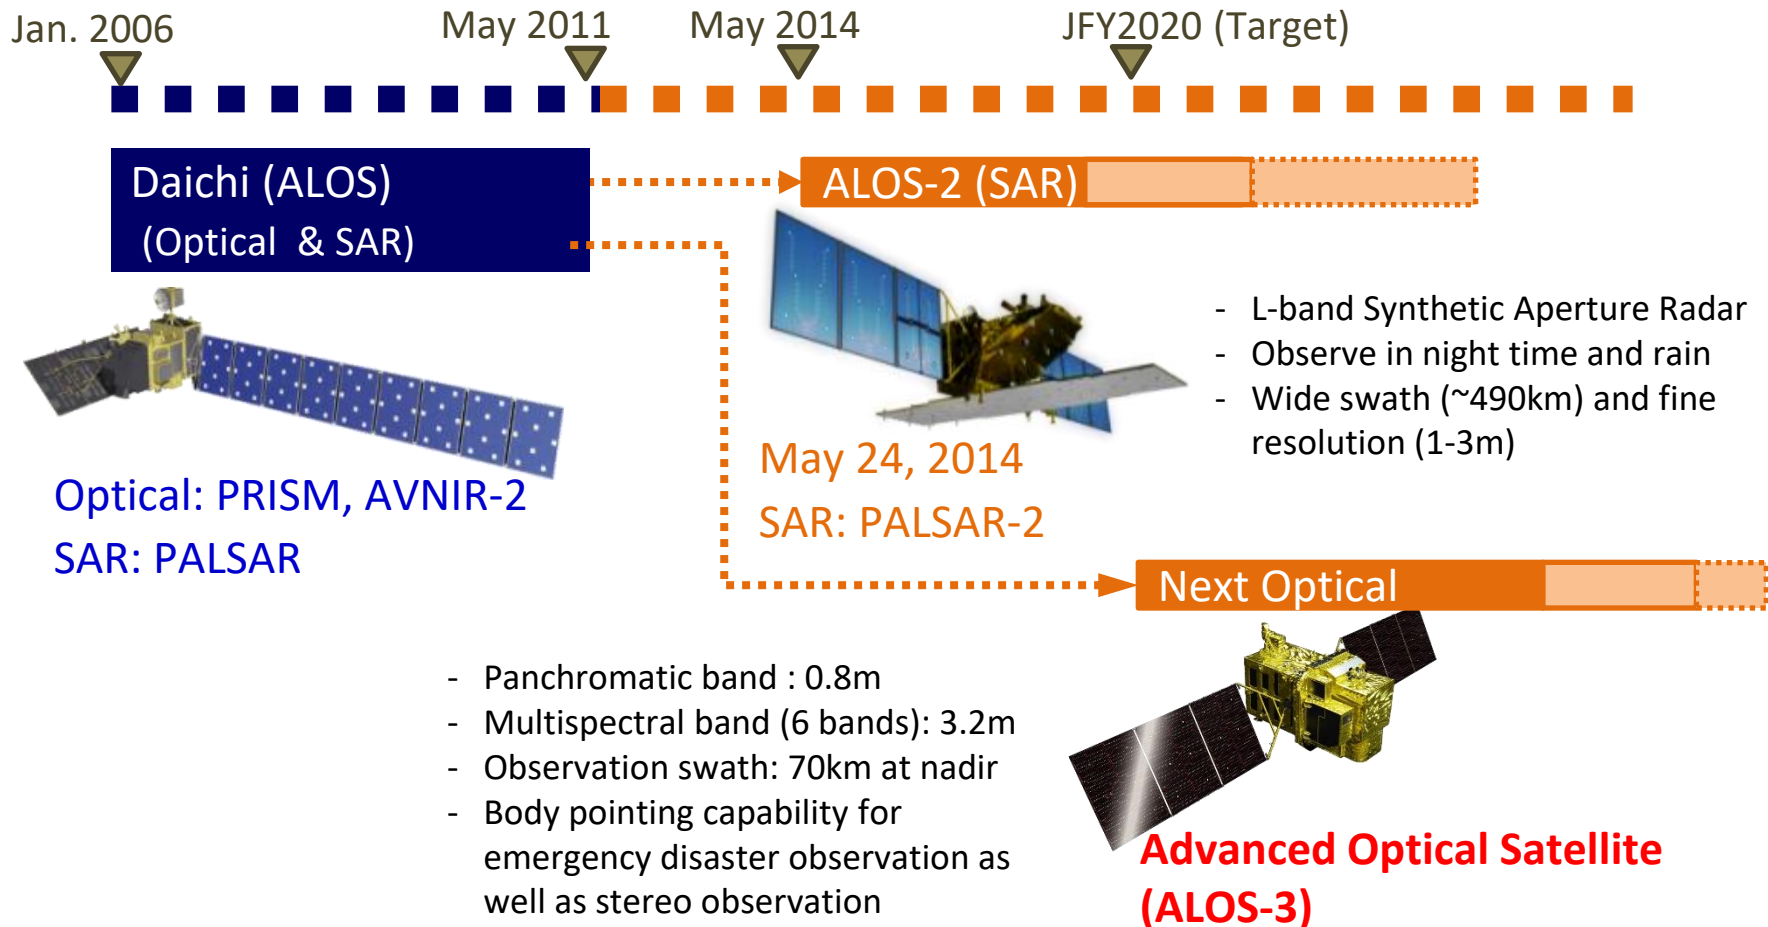 Jan. 2006
May 2011
May 2014
JFY2020 (Target)
Daichi (ALOS)
(Optical & SAR)
ALOS-2 (SAR)
- L-band Synthetic Aperture Radar
- Observe in night time and rain
- Wide swath (~490km) and fine
resolution (1-3m)
May 24, 2014
SAR: PALSAR-2
Optical: PRISM, AVNIR-2
SAR: PALSAR
Next Optical
- Panchromatic band : 0.8m
- Multispectral band (6 bands): 3.2m
- Observation swath: 70km at nadir
- Body pointing capability for
emergency disaster observation as
well as stereo observation
Advanced Optical Satellite
(ALOS-3)